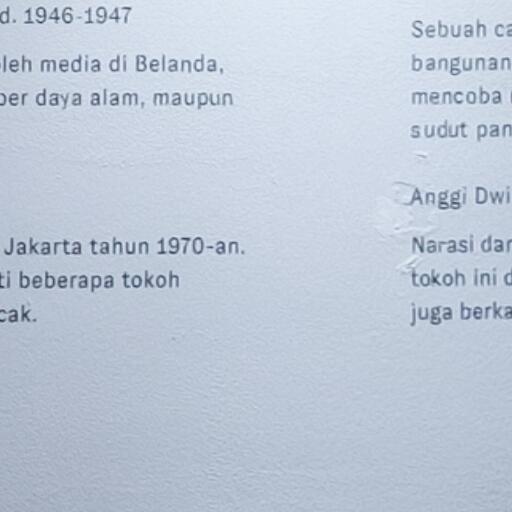 d. 1946-1947
leh media di Belanda,
ber daya alam, maupun
Jakarta tahun 1970-an.
ti beberapa tokoh
cak.
Sebuah ca
bangunan
mencoba
sudut pan
Anggi Dwi
Narasi dar
tokoh ini d
juga berka